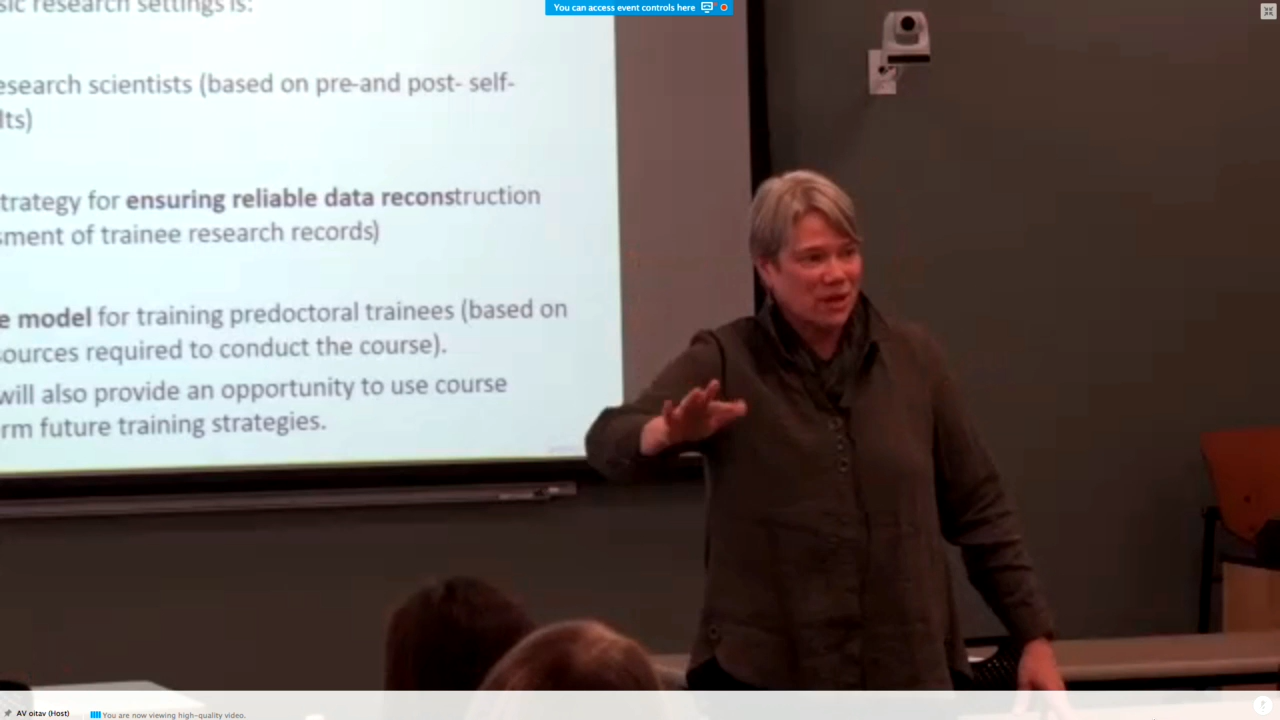 You can access event controls here
sic research settings is:
esearch scientists (based on pre-and post- self-
lts)
trategy for ensuring reliable data reconstruction
sment of trainee research records)
e model for training predoctoral trainees (based on
ources required to conduct the course).
will also provide an opportunity to use course
rm future training strategies.
AV oitav (Host)
You are now viewing high-quality video.
?